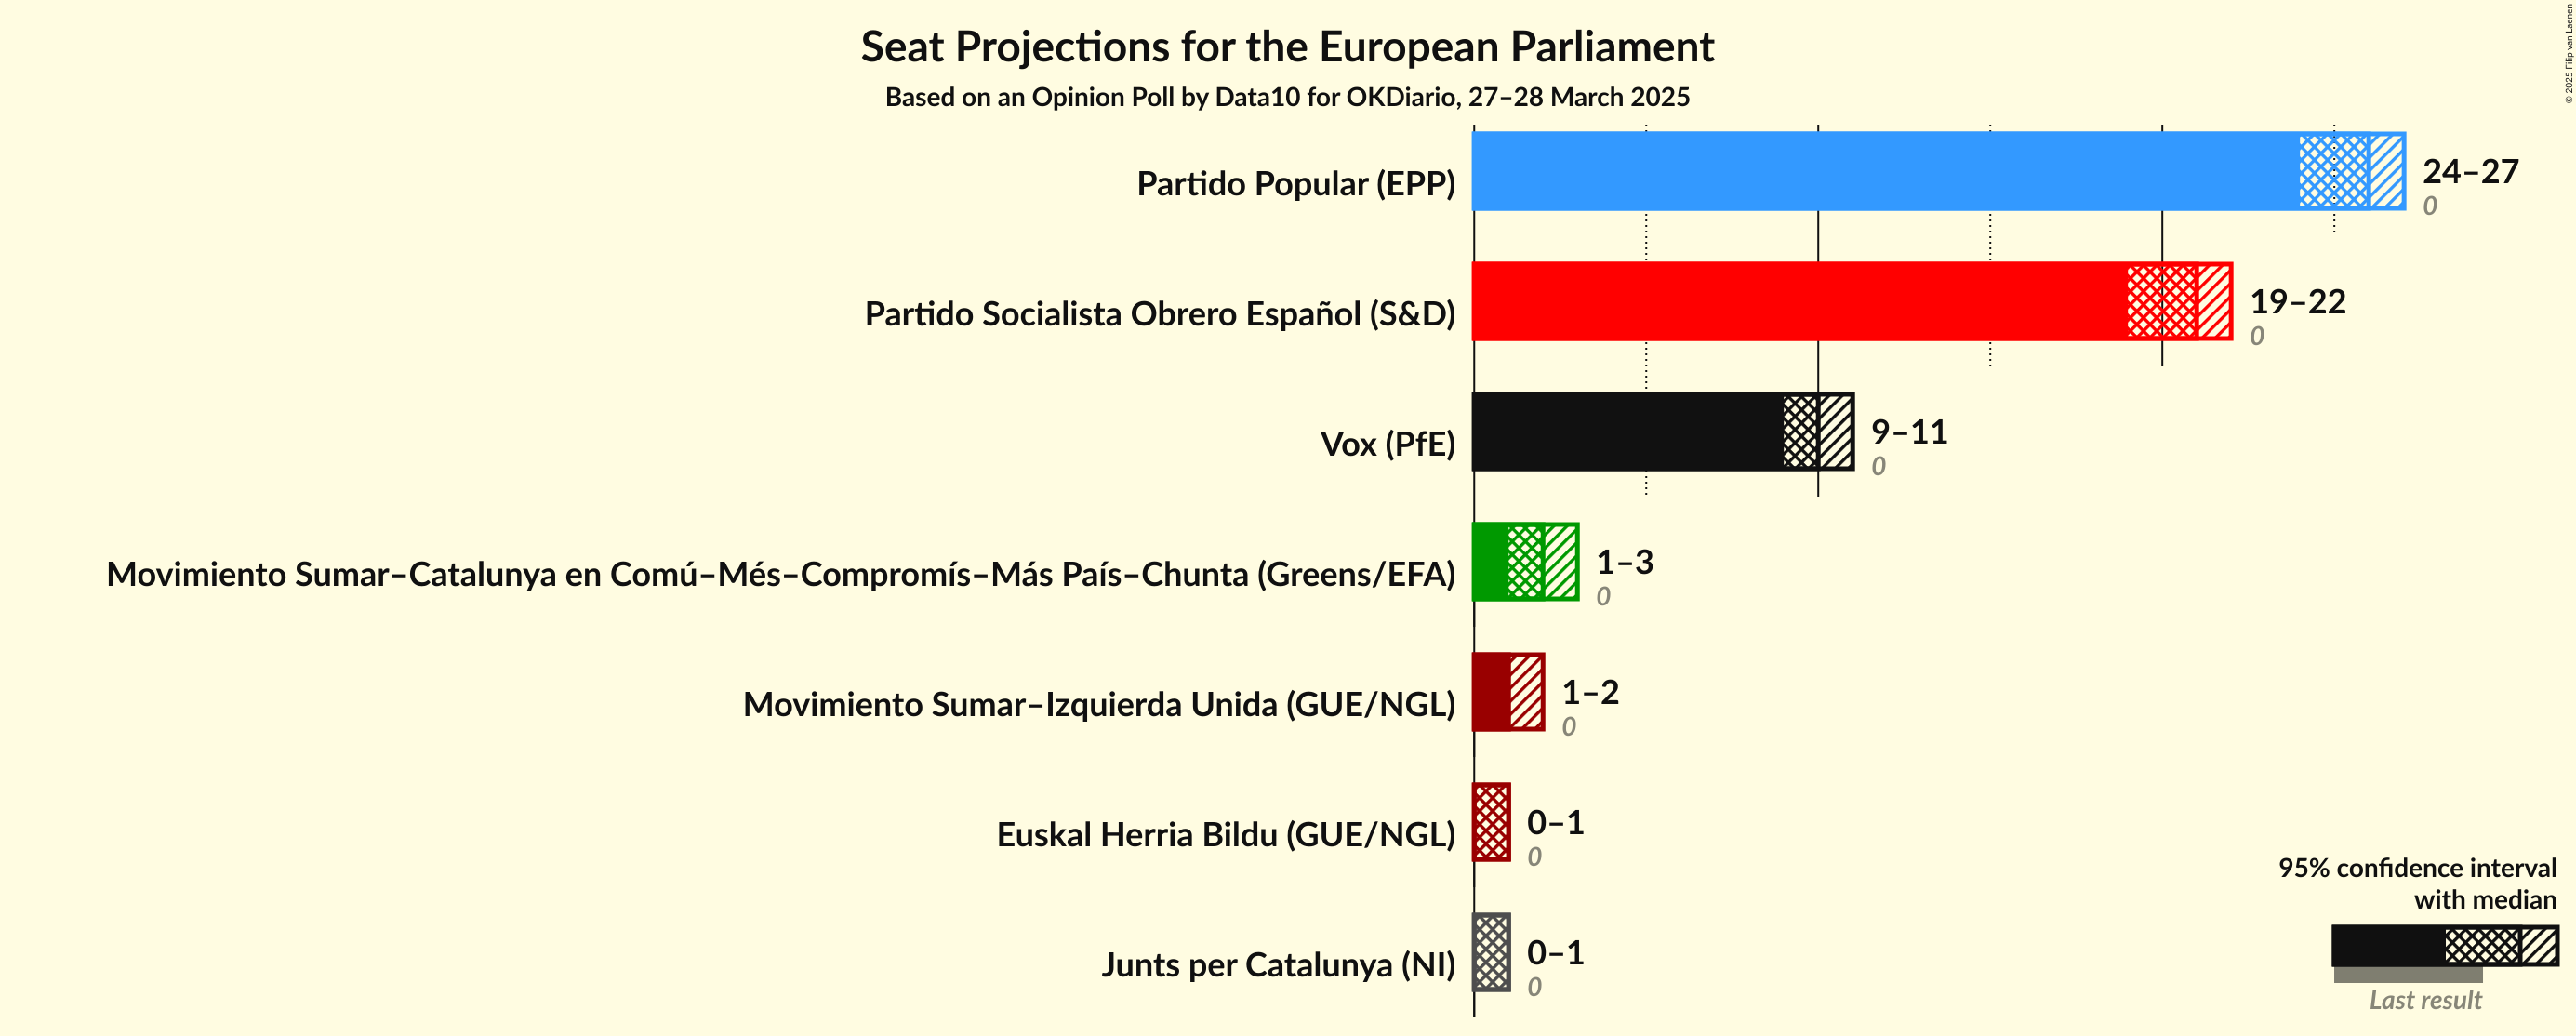 Seat Projections for the European Parliament
Based on an Opinion Poll by Data10 for OKDiario, 27–28 March 2025
© 2025 Filip van Laenen
Partido Popular (EPP)
24–27
0
Partido Socialista Obrero Español (S&D)
19–22
0
Vox (PfE)
9–11
0
Movimiento Sumar–Catalunya en Comú–Més–Compromís–Más País–Chunta (Greens/EFA)
1–3
0
Movimiento Sumar–Izquierda Unida (GUE/NGL)
1–2
0
Euskal Herria Bildu (GUE/NGL)
0–1
0
Junts per Catalunya (NI)
0–1
0
95% confidence interval
with median
Last result